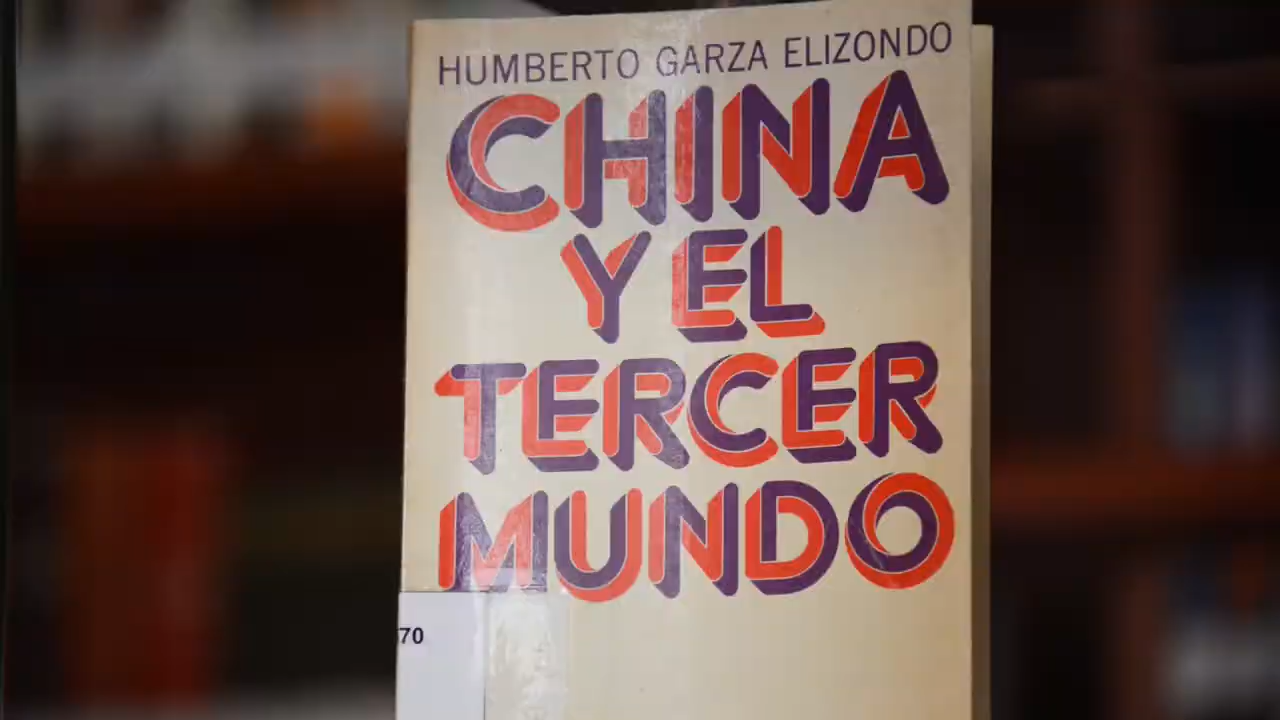 HUMBERTO GARZA ELIZONDO
CHINA
Y EL
TERCER
MUNDO
70